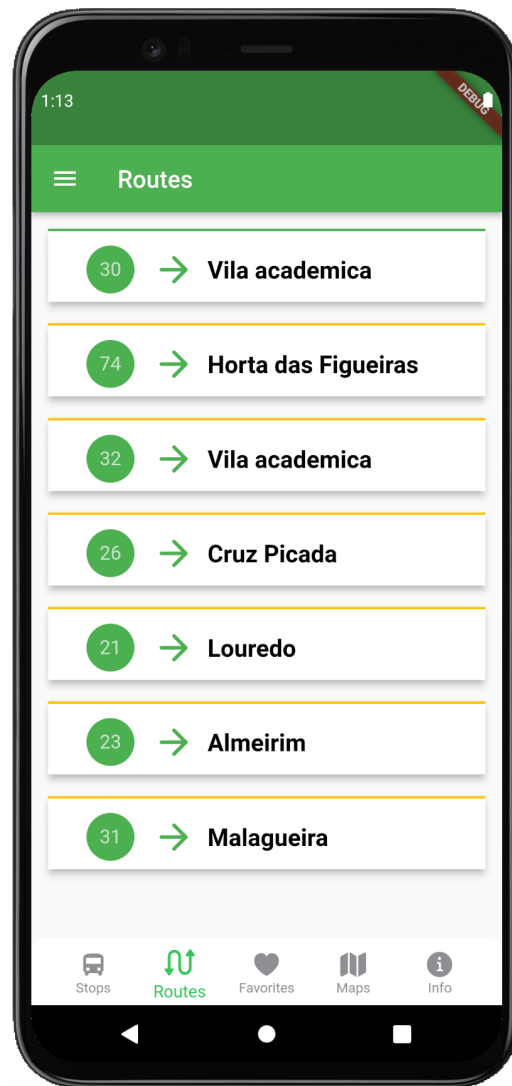 1:13
DEBUG
Routes
30 Vila academica
74 Horta das Figueiras
32 Vila academica
26 Cruz Picada
21 Louredo
23 Almeirim
31 Malagueira
Stops Routes Favorites Maps Info